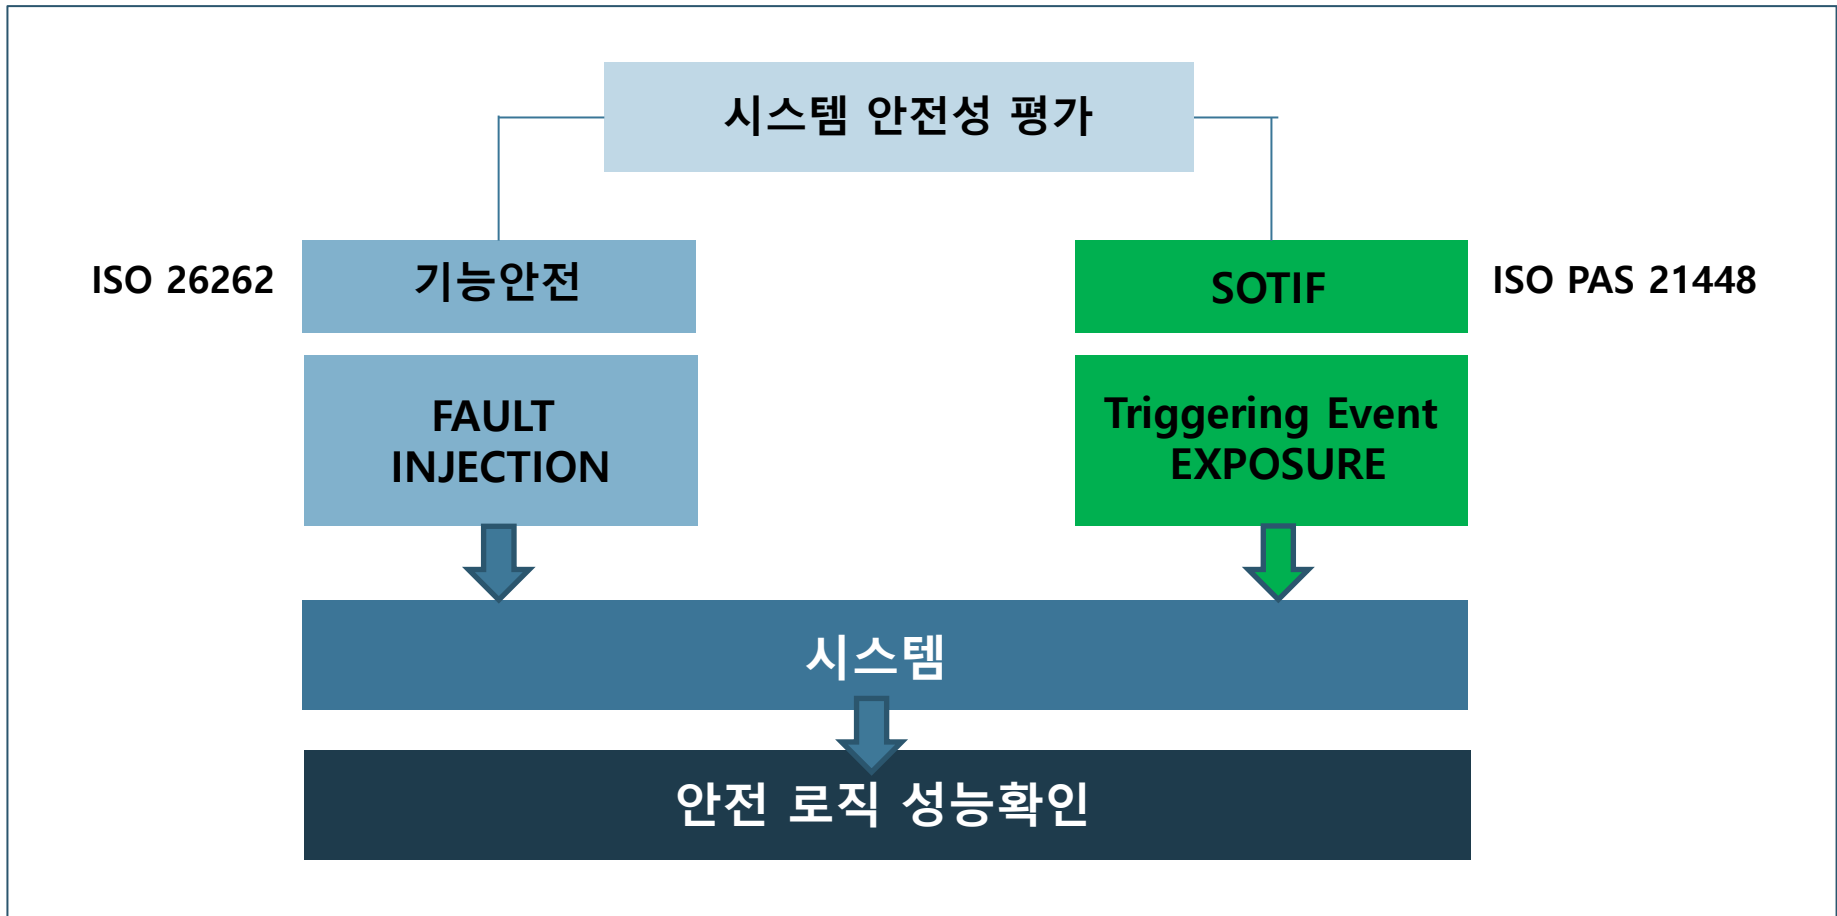 시스템 안전성 평가
ISO 26262
기능안전
SOTIF
ISO PAS 21448
FAULT
INJECTION
Triggering Event
EXPOSURE
시스템
안전 로직 성능확인